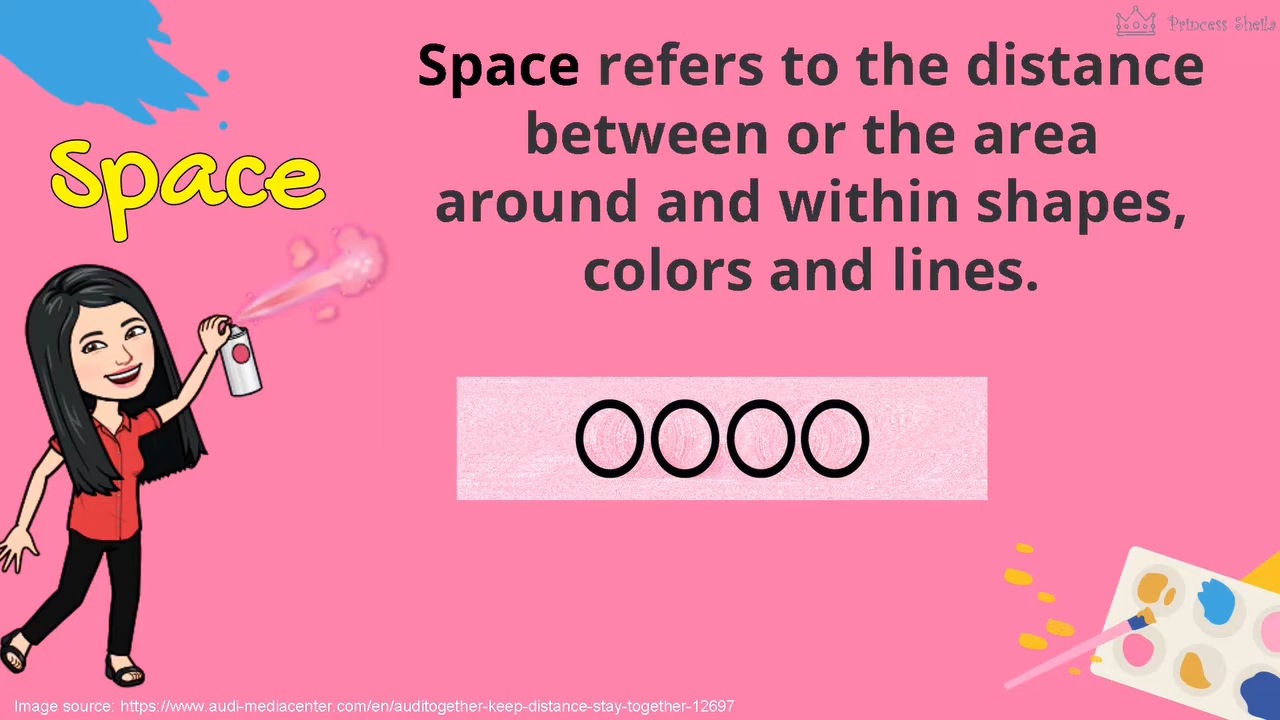 Princess Sheila
Space refers to the distance
between or the area
around and within shapes,
colors and lines.
Space
Image source: https://www.audi-mediacenter.com/en/auditogether-keep-distance-stay-together-12697